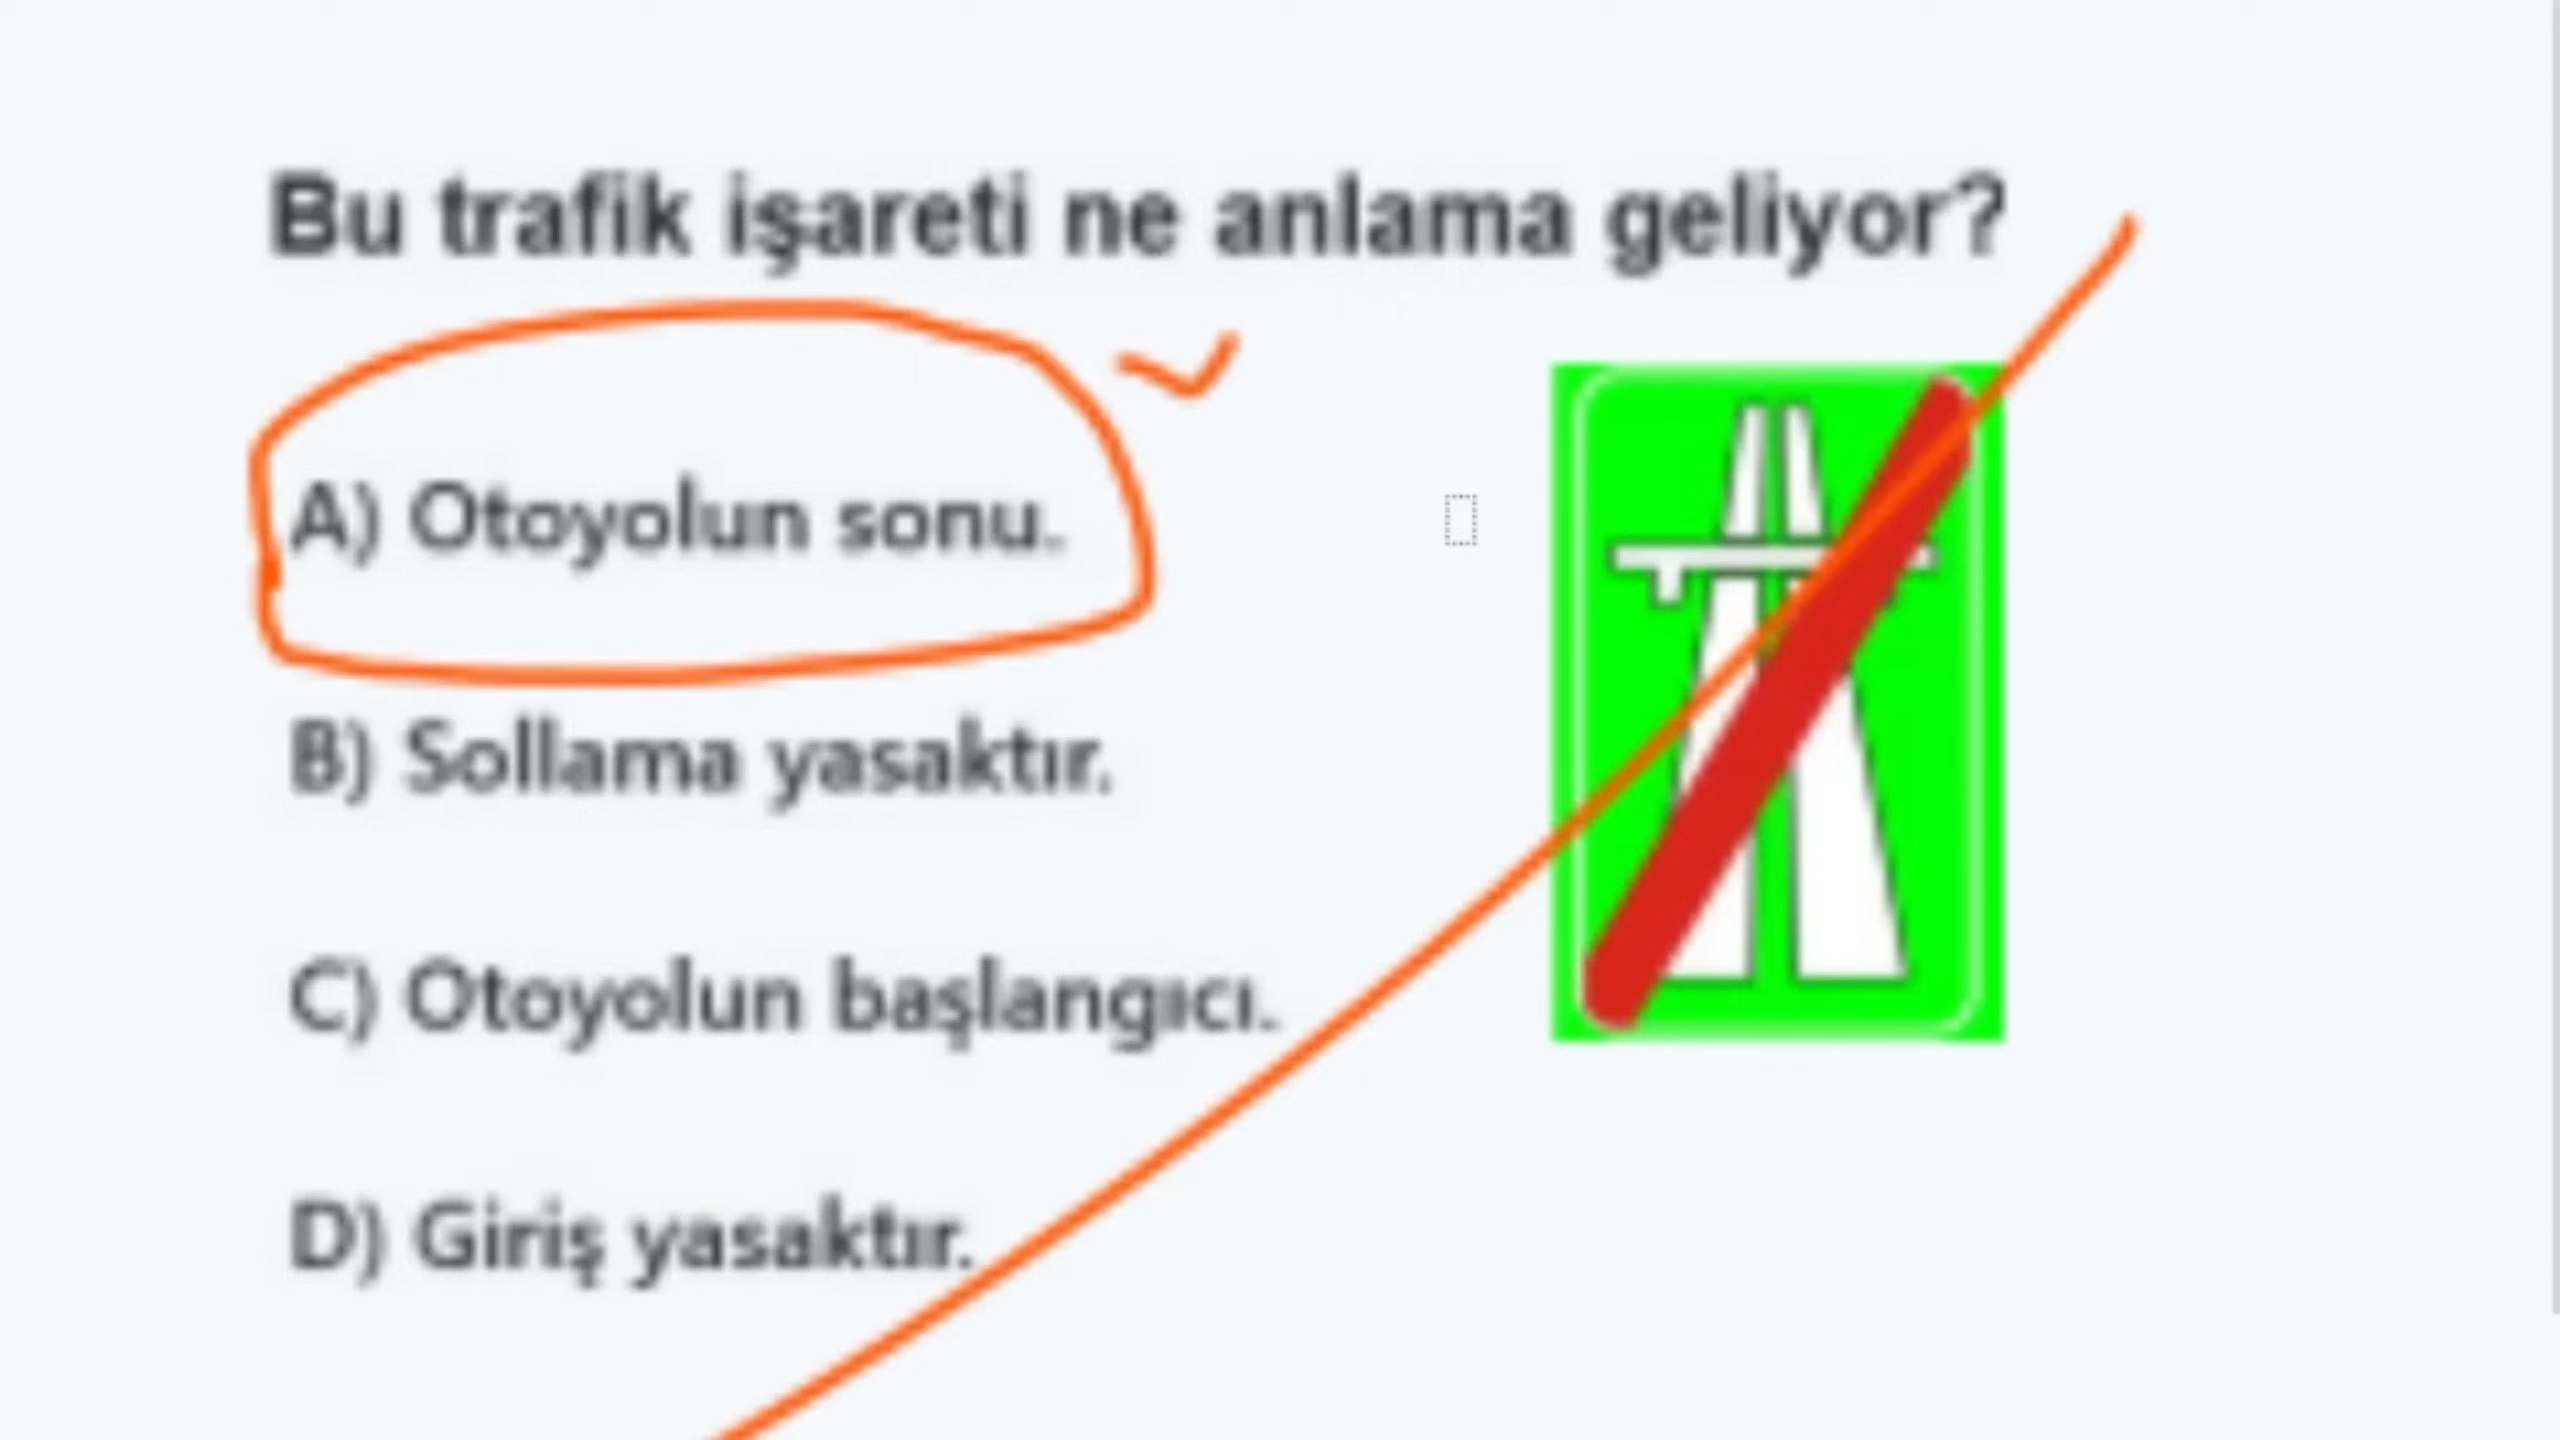 Bu trafik işareti ne anlama geliyor?
A) Otoyolun sonu.
B) Sollama yasaktır.
C) Otoyolun başlangıcı.
D) Giriş yasaktır.